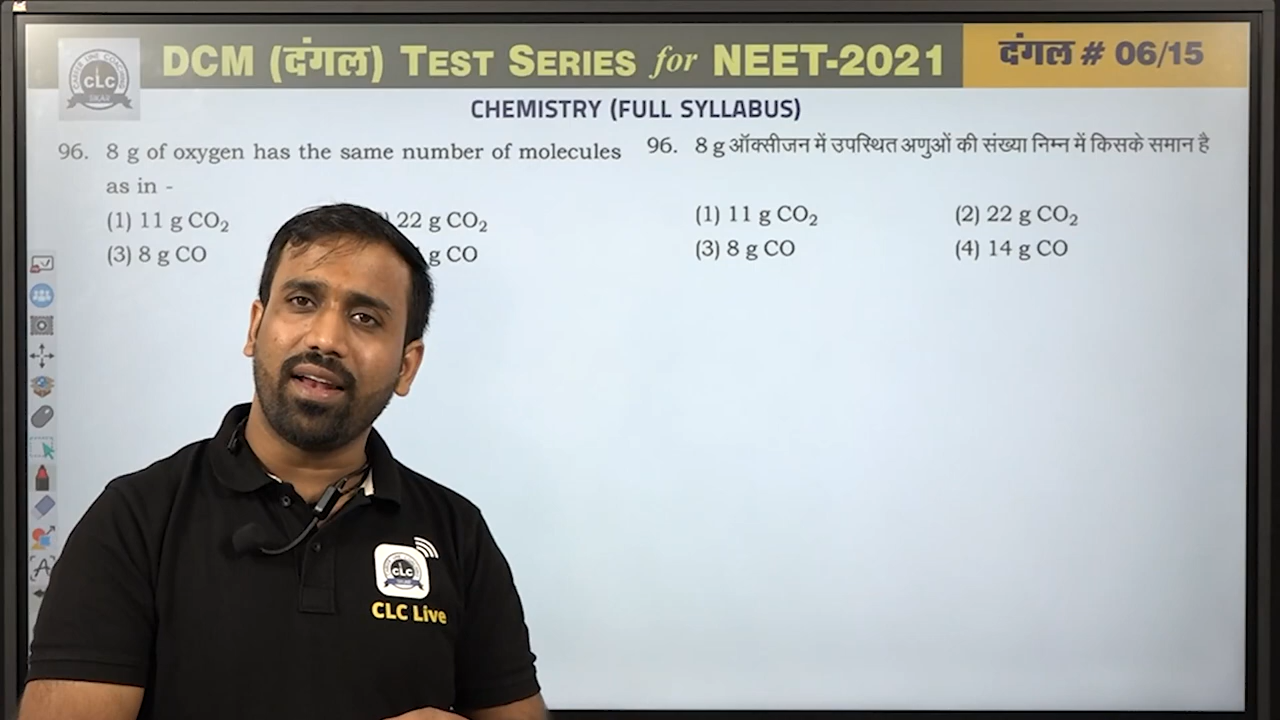 DCM (दंगल) TEST SERIES for NEET-2021
दंगल # 06/15
CLC
SIKAR
CHEMISTRY (FULL SYLLABUS)
96. 8 g of oxygen has the same number of molecules
as in -
(1) 11 g CO₂ 22 g CO₂
(3) 8 g CO g CO
96. 8 g ऑक्सीजन में उपस्थित अणुओं की संख्या निम्न में किसके समान है
(1) 11 g CO₂ (2) 22 g CO₂
(3) 8 g CO (4) 14 g CO
CLC
CLC Live